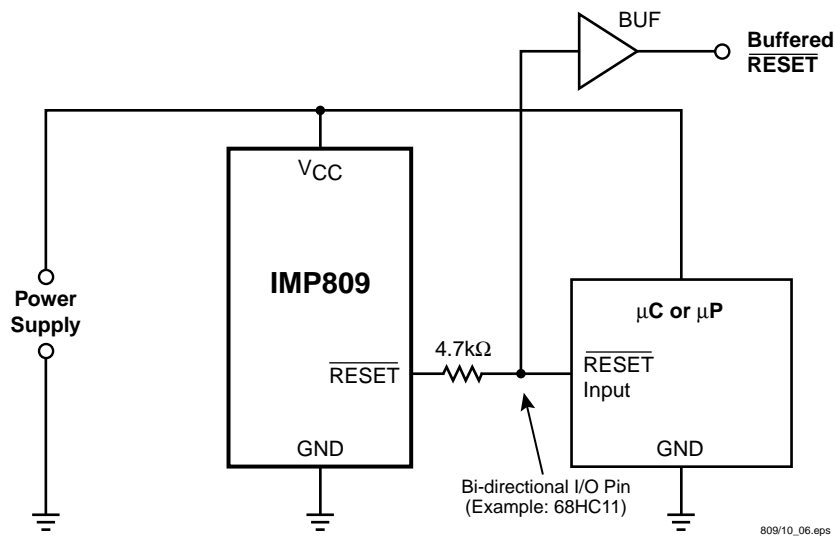 BUF
Buffered
RESET
VCC
IMP809
Power
Supply
μC or μP
4.7kΩ
RESET
RESET
Input
GND
GND
Bi-directional I/O Pin
(Example: 68HC11)
809/10_06.eps